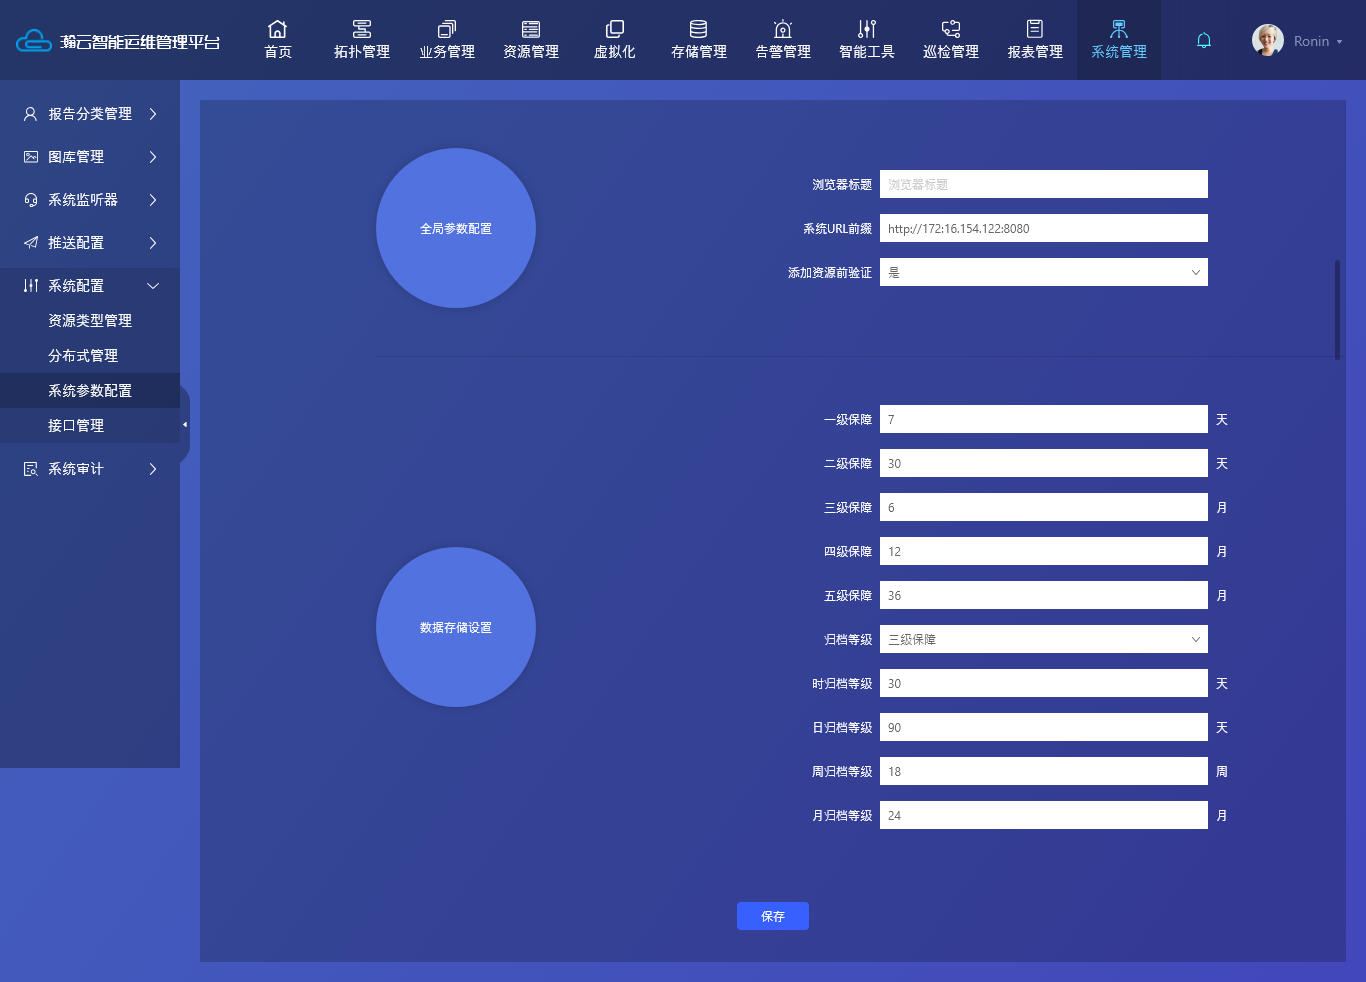 瀚云智能运维管理平台
首页
拓扑管理
业务管理
资源管理
虚拟化
存储管理
告警管理
智能工具
巡检管理
报表管理
系统管理
Ronin
报告分类管理
图库管理
系统监听器
推送配置
系统配置
资源类型管理
分布式管理
系统参数配置
接口管理
系统审计
全局参数配置
浏览器标题 浏览器标题
系统URL前缀 http://172:16.154.122:8080
添加资源前验证 是
数据存储设置
一级保障 7 天
二级保障 30 天
三级保障 6 月
四级保障 12 月
五级保障 36 月
归档等级 三级保障
时归档等级 30 天
日归档等级 90 天
周归档等级 18 周
月归档等级 24 月
保存